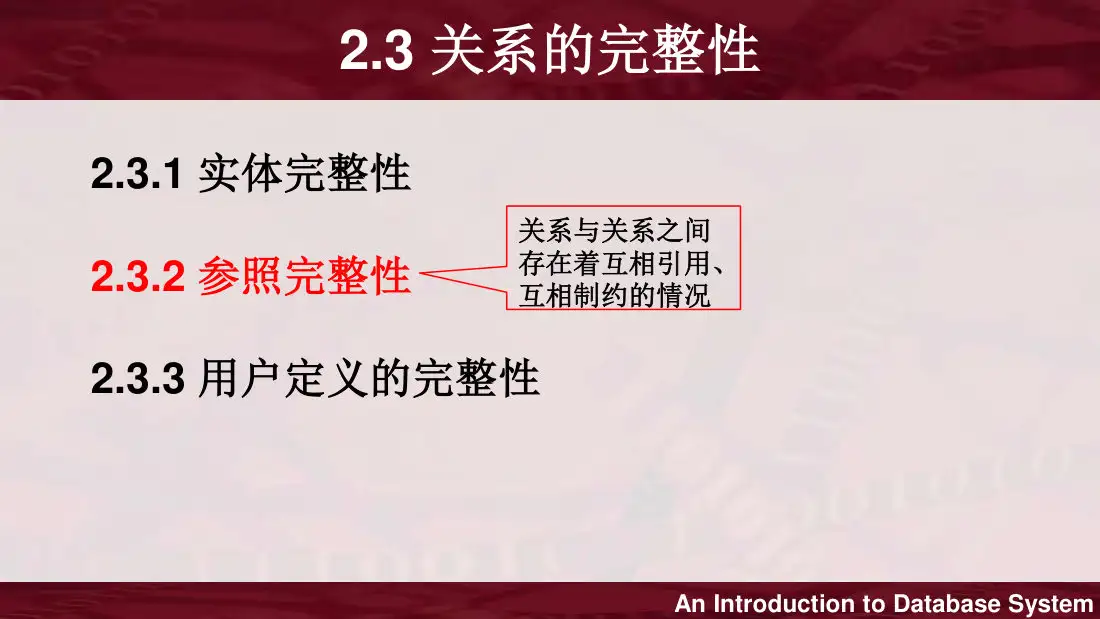 2.3 关系的完整性
2.3.1 实体完整性
2.3.2 参照完整性
关系与关系之间
存在着互相引用、
互相制约的情况
2.3.3 用户定义的完整性
An Introduction to Database System